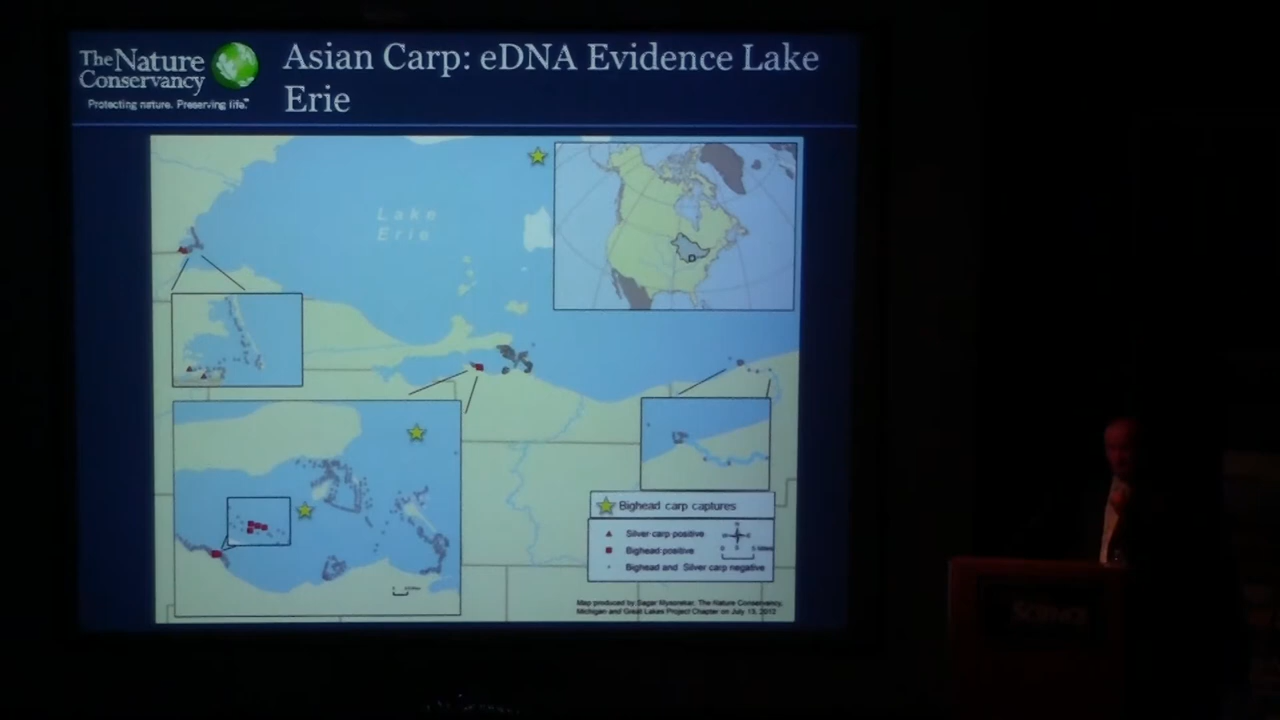 The Nature
Conservancy
Protecting nature. Preserving life.™
Asian Carp: eDNA Evidence Lake
Erie
Lake
Erie
Bighead carp captures
Silver carp positive
Bighead positive
Bighead and Silver carp negative
Map produced by Sagar Mysorekar, The Nature Conservancy,
Michigan and Great Lakes Project Chapter on July 13, 2012